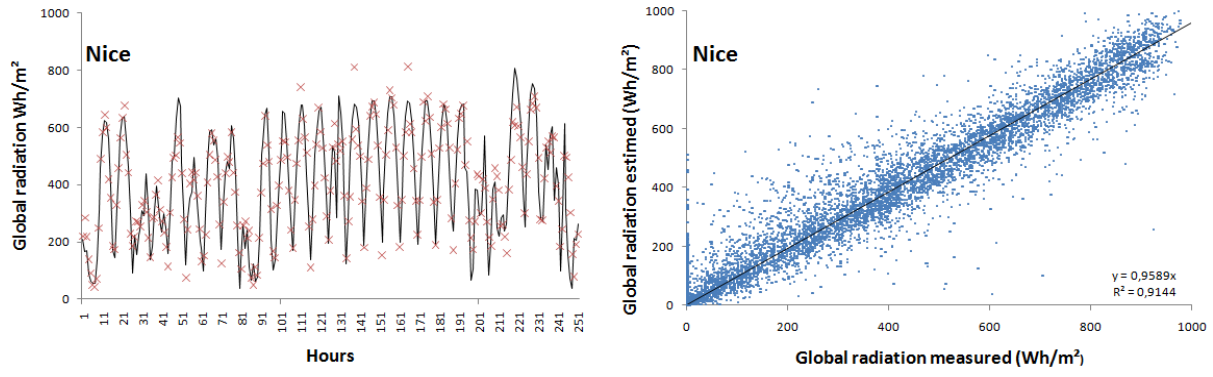 Nice
Global radiation Wh/m²
1000
900
800
600
400
200
0
1 11 21 31 41 51 61 71 81 91 101 111 121 131 141 151 161 171 181 191 201 211 221 231 241 251
Hours
Nice
Global radiation estimed (Wh/m²)
1000
800
600
400
200
0
y = 0,9589x
R² = 0,9144
0 200 400 600 800 1000
Global radiation measured (Wh/m²)